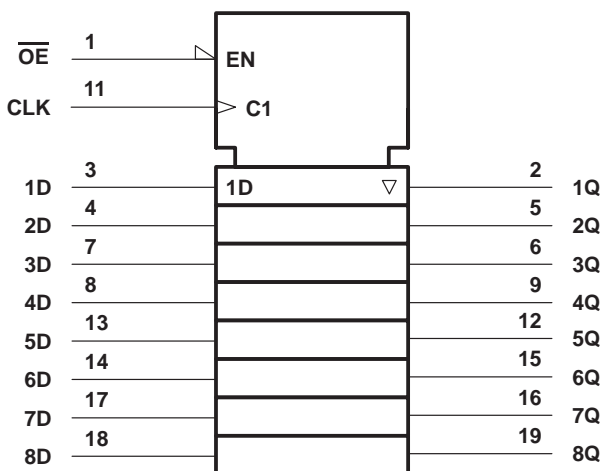 OE 1 EN
CLK 11 C1
1D 3 1D 2 1Q
2D 4 5 2Q
3D 7 6 3Q
4D 8 9 4Q
5D 13 12 5Q
6D 14 15 6Q
7D 17 16 7Q
8D 18 19 8Q